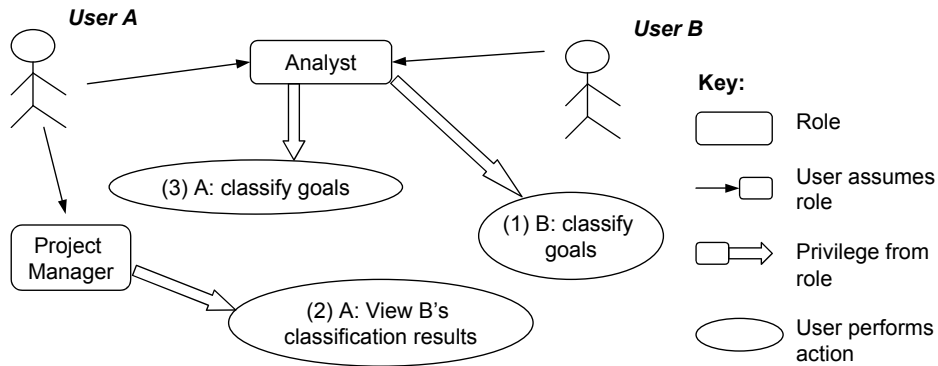 User A
User B
Analyst
Key:
Role
(3) A: classify goals
User assumes
role
(1) B: classify
goals
Project
Manager
Privilege from
role
(2) A: View B’s
classification results
User performs
action